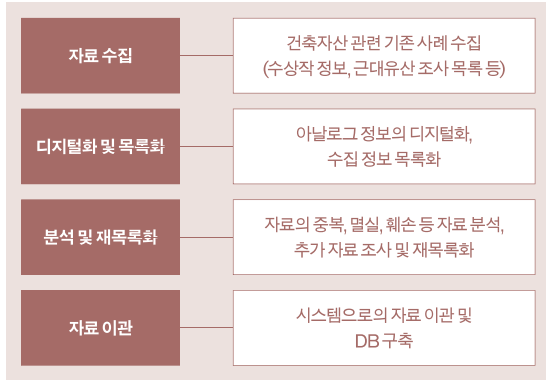 자료 수집
건축자산 관련 기존 사례 수집
(수상작 정보, 근대유산 조사 목록 등)
디지털화 및 목록화
아날로그 정보의 디지털화,
수집 정보 목록화
분석 및 재목록화
자료의 중복, 멸실, 훼손 등 자료 분석,
추가 자료 조사 및 재목록화
자료 이관
시스템으로의 자료 이관 및
DB 구축